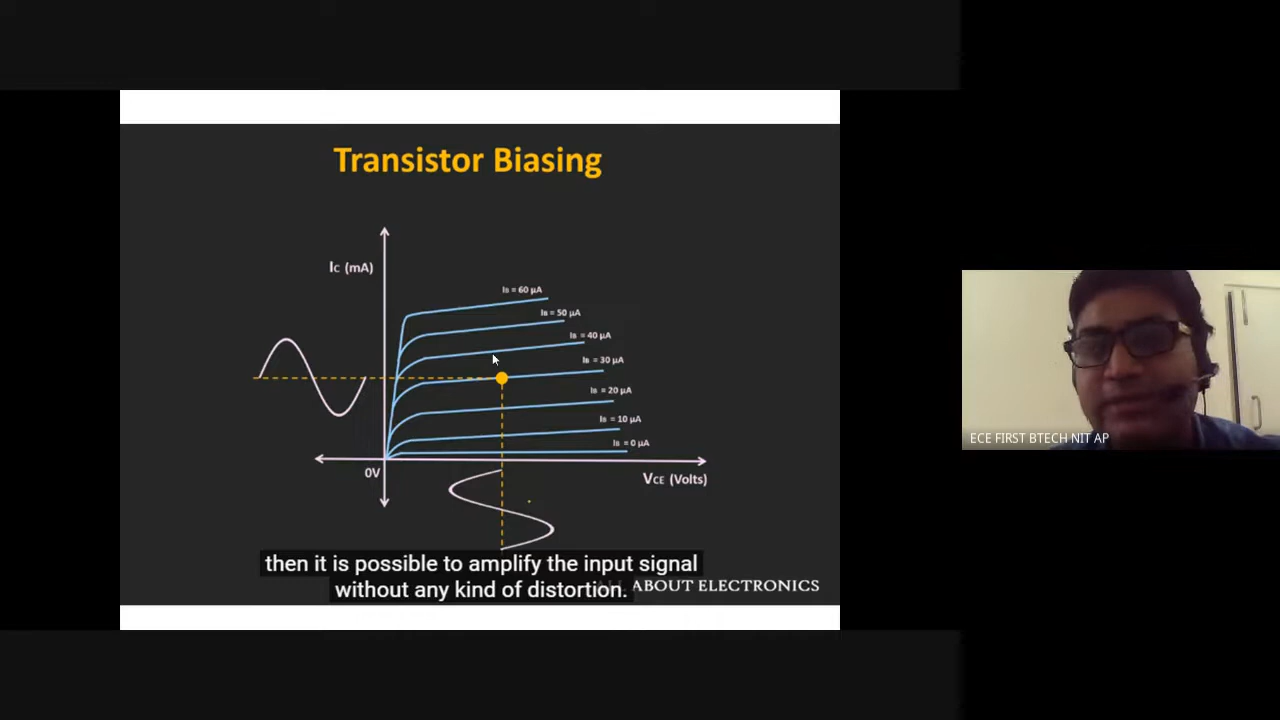 Transistor Biasing
IC (mA)
IB = 60 µA
IB = 50 µA
IB = 40 µA
IB = 30 µA
IB = 20 µA
IB = 10 µA
IB = 0 µA
0V
VCE (Volts)
then it is possible to amplify the input signal
without any kind of distortion.
ALL ABOUT ELECTRONICS
ECE FIRST BTECH NIT AP